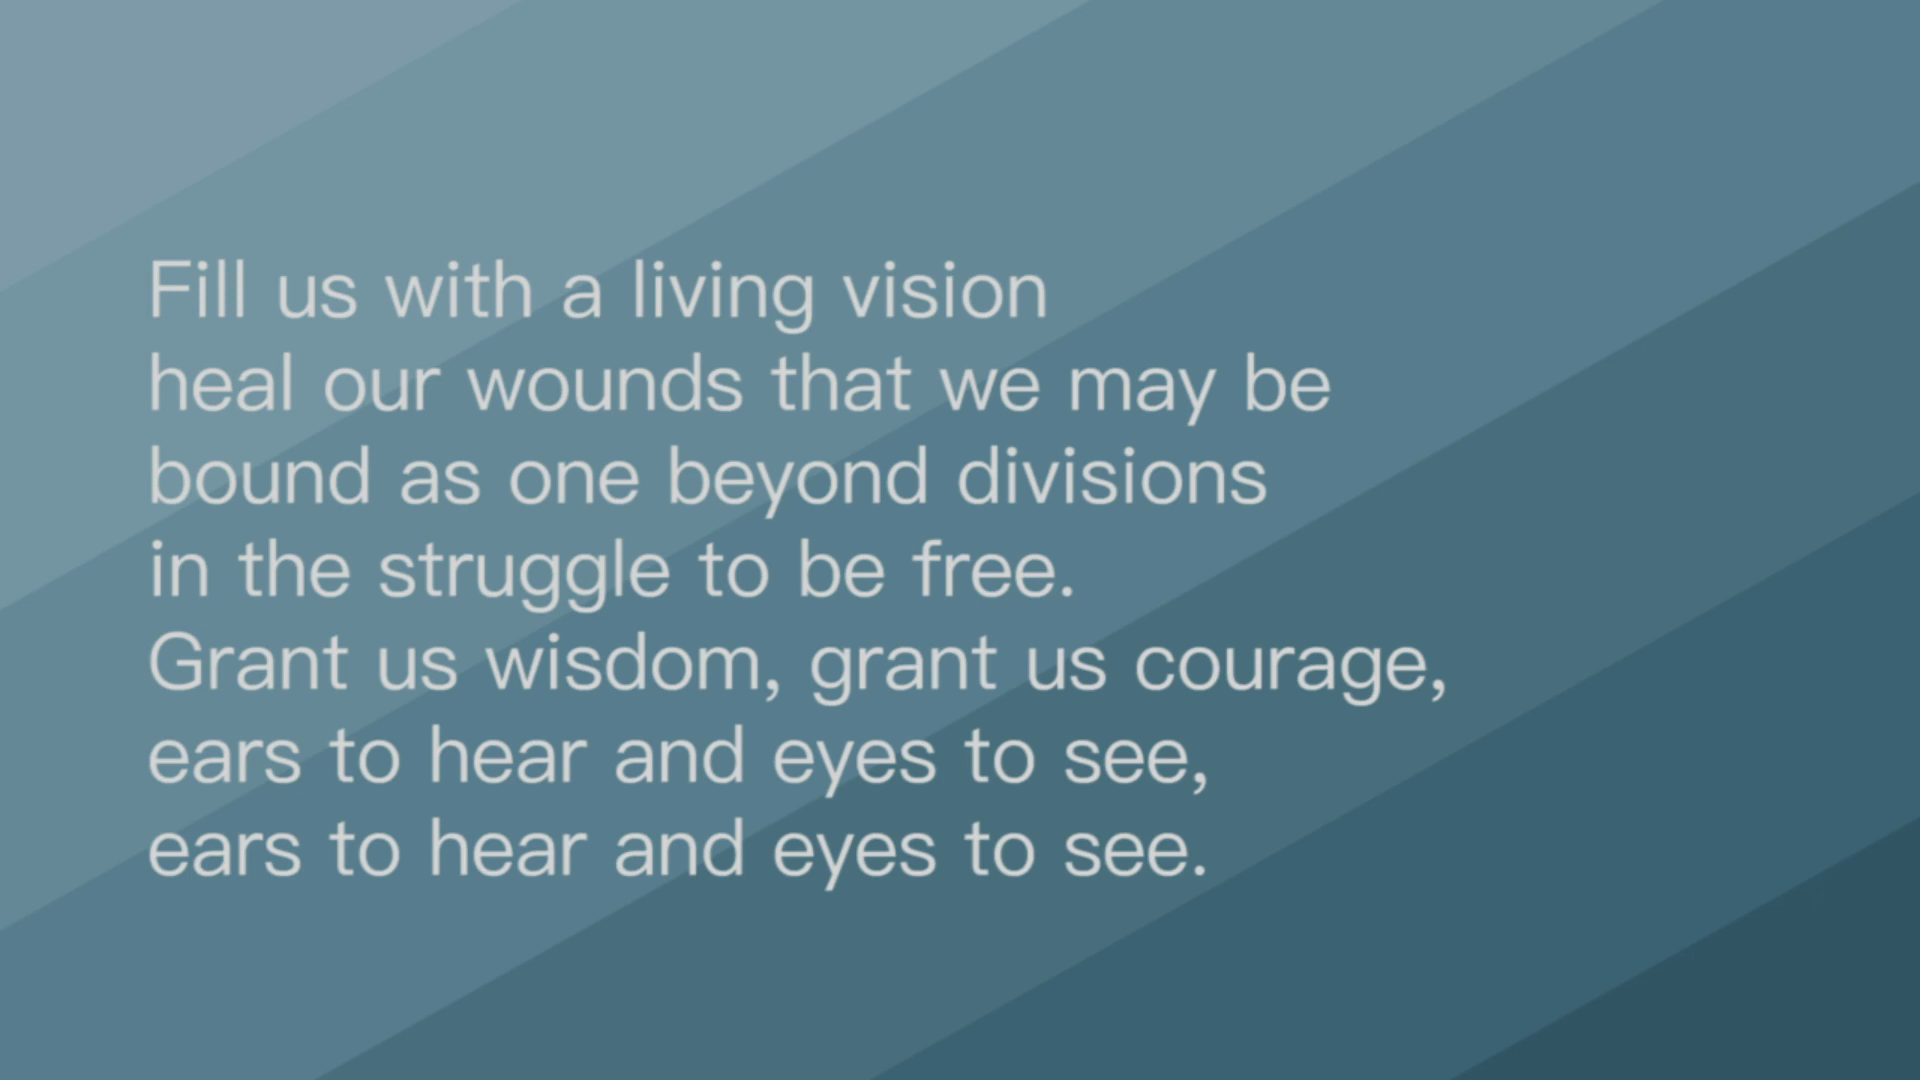 Fill us with a living vision
heal our wounds that we may be
bound as one beyond divisions
in the struggle to be free.
Grant us wisdom, grant us courage,
ears to hear and eyes to see,
ears to hear and eyes to see.